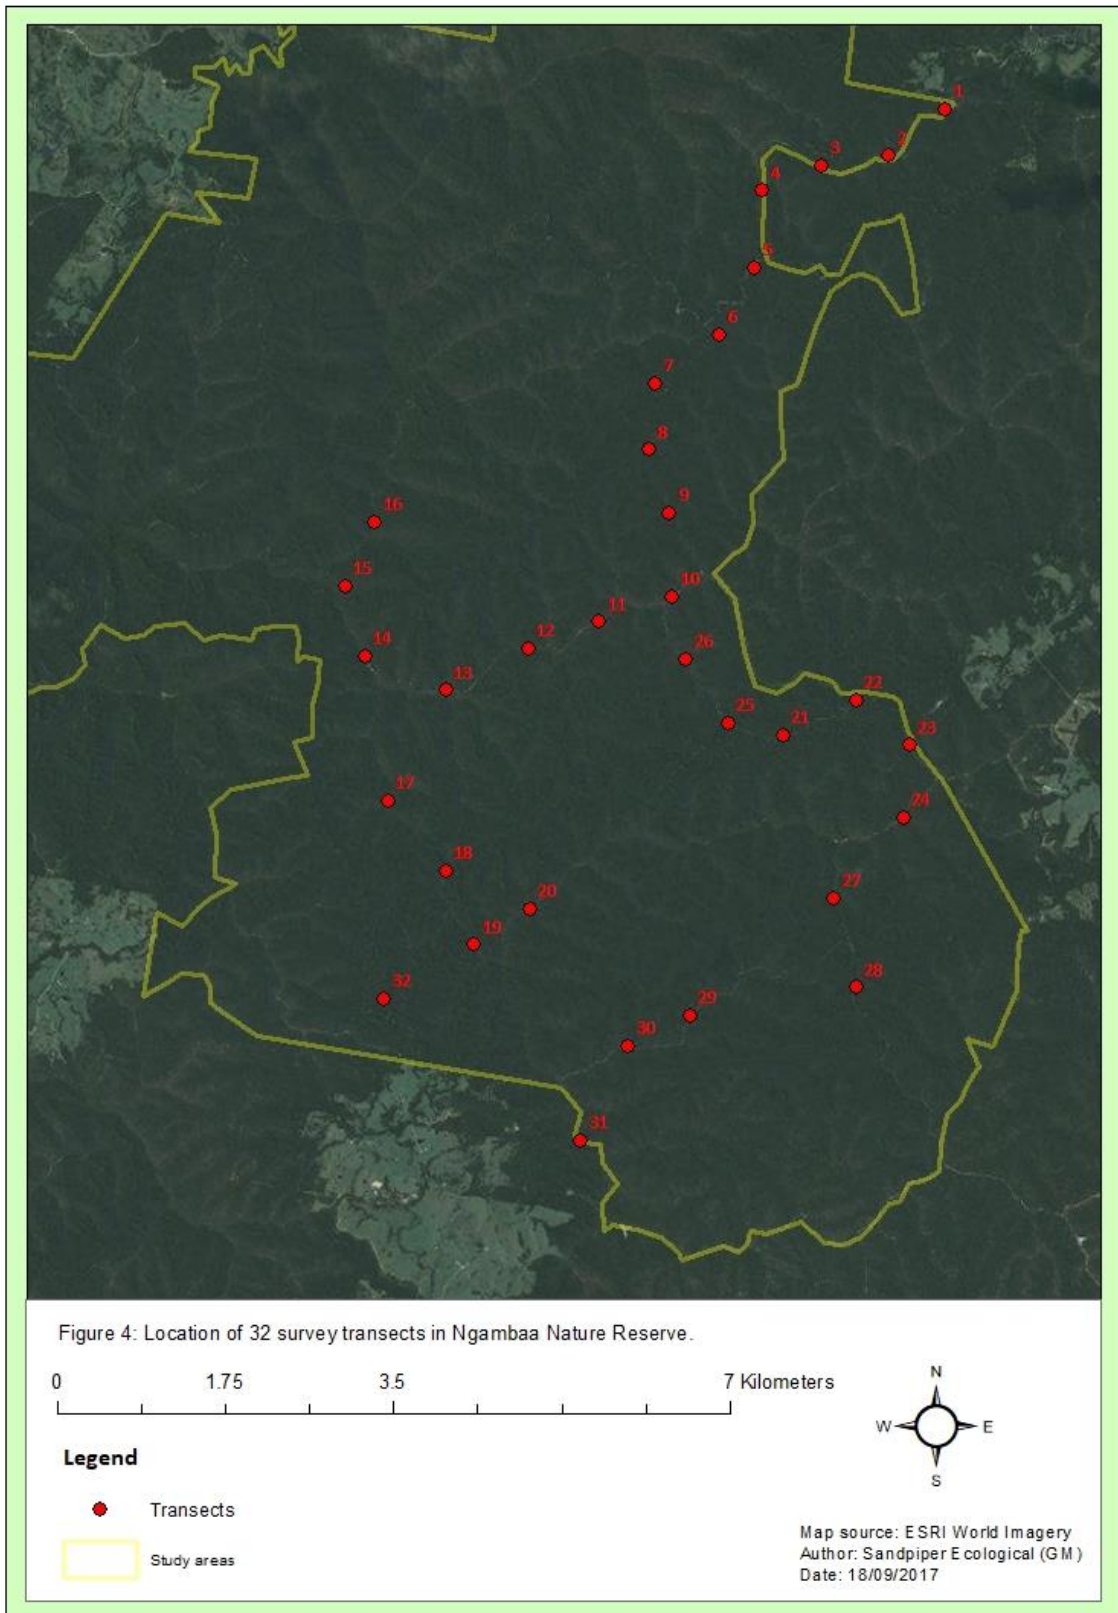 1
2
3
4
5
6
7
8
9
16
15
10
11
12
26
14
13
22
25
21
23
17
24
18
27
20
19
28
32
29
30
31
Figure 4: Location of 32 survey transects in Ngambaa Nature Reserve.
0 1.75 3.5 7 Kilometers
N
W E
S
Legend
Transects
Study areas
Map source: ESRI World Imagery
Author: Sandpiper Ecological (GM)
Date: 18/09/2017